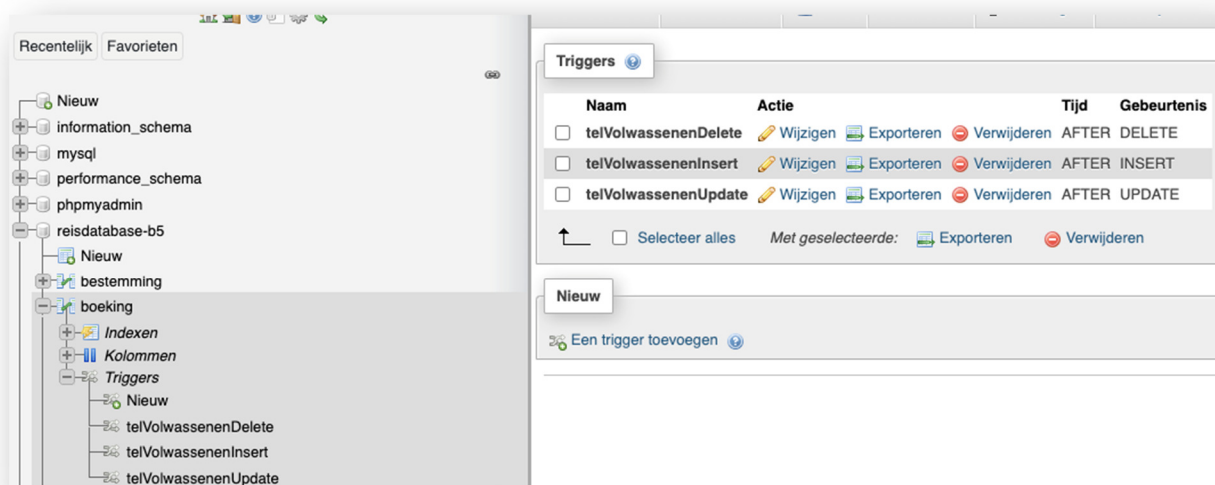 Recentelijk Favorieten
Nieuw
information_schema
mysql
performance_schema
phpmyadmin
reisdatabase-b5
Nieuw
bestemming
boeking
Indexen
Kolommen
Triggers
Nieuw
telVolwassenenDelete
telVolwassenenInsert
telVolwassenenUpdate
Triggers
Naam Actie Tijd Gebeurtenis
telVolwassenenDelete Wijzigen Exporteren Verwijderen AFTER DELETE
telVolwassenenInsert Wijzigen Exporteren Verwijderen AFTER INSERT
telVolwassenenUpdate Wijzigen Exporteren Verwijderen AFTER UPDATE
Selecteer alles Met geselecteerde: Exporteren Verwijderen
Nieuw
Een trigger toevoegen